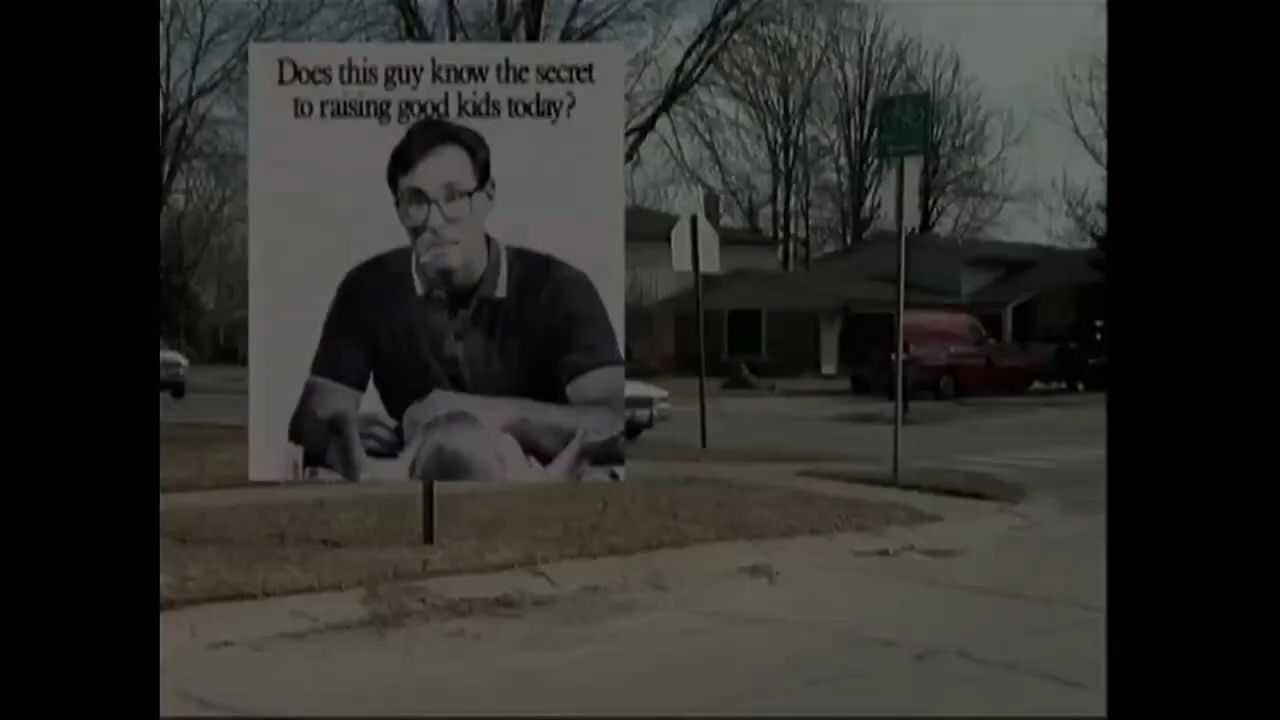 Does this guy know the secret
to raising good kids today?